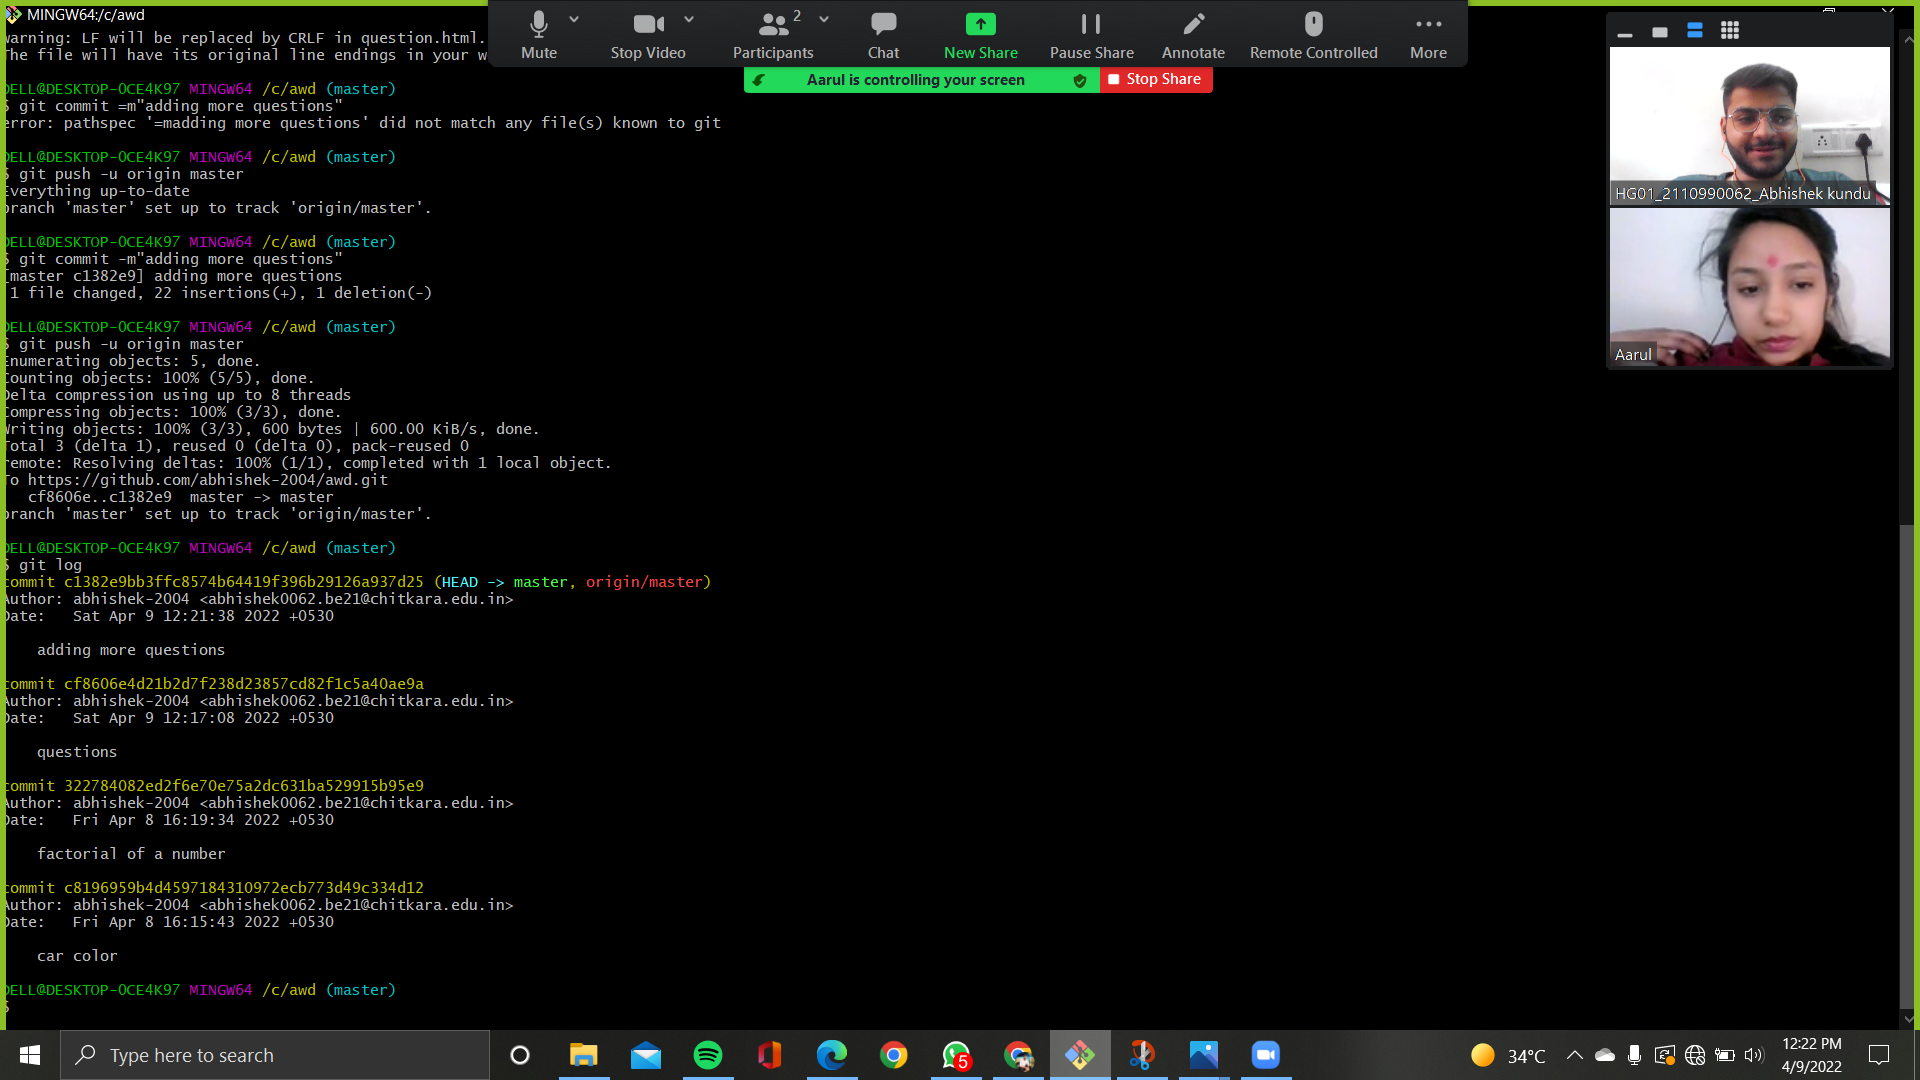 MINGW64:/c/awd
warning: LF will be replaced by CRLF in question.html.
The file will have its original line endings in your w
DELL@DESKTOP-OCE4K97 MINGW64 /c/awd (master)
$ git commit =m"adding more questions"
error: pathspec '=madding more questions' did not match any file(s) known to git
DELL@DESKTOP-OCE4K97 MINGW64 /c/awd (master)
$ git push -u origin master
Everything up-to-date
branch 'master' set up to track 'origin/master'.
DELL@DESKTOP-OCE4K97 MINGW64 /c/awd (master)
$ git commit -m"adding more questions"
[master c1382e9] adding more questions
1 file changed, 22 insertions(+), 1 deletion(-)
DELL@DESKTOP-OCE4K97 MINGW64 /c/awd (master)
$ git push -u origin master
Enumerating objects: 5, done.
Counting objects: 100% (5/5), done.
Delta compression using up to 8 threads
Compressing objects: 100% (3/3), done.
Writing objects: 100% (3/3), 600 bytes | 600.00 KiB/s, done.
Total 3 (delta 1), reused 0 (delta 0), pack-reused 0
remote: Resolving deltas: 100% (1/1), completed with 1 local object.
To https://github.com/abhishek-2004/awd.git
cf8606e..c1382e9 master -> master
branch 'master' set up to track 'origin/master'.
DELL@DESKTOP-OCE4K97 MINGW64 /c/awd (master)
$ git log
commit c1382e9bb3ffc8574b64419f396b29126a937d25 (HEAD -> master, origin/master)
Author: abhishek-2004 <abhishek0062.be21@chitkara.edu.in>
Date: Sat Apr 9 12:21:38 2022 +0530
adding more questions
commit cf8606e4d21b2d7f238d23857cd82f1c5a40ae9a
Author: abhishek-2004 <abhishek0062.be21@chitkara.edu.in>
Date: Sat Apr 9 12:17:08 2022 +0530
questions
commit 322784082ed2f6e70e75a2dc631ba529915b95e9
Author: abhishek-2004 <abhishek0062.be21@chitkara.edu.in>
Date: Fri Apr 8 16:19:34 2022 +0530
factorial of a number
commit c8196959b4d4597184310972ecb773d49c334d12
Author: abhishek-2004 <abhishek0062.be21@chitkara.edu.in>
Date: Fri Apr 8 16:15:43 2022 +0530
car color
DELL@DESKTOP-OCE4K97 MINGW64 /c/awd (master)
$
Mute
Stop Video
Participants 2
Chat
New Share
Pause Share
Annotate
Remote Controlled
More
Aarul is controlling your screen
Stop Share
HG01_2110990062_Abhishek kundu
Aarul
Type here to search
5
34°C
12:22 PM
4/9/2022